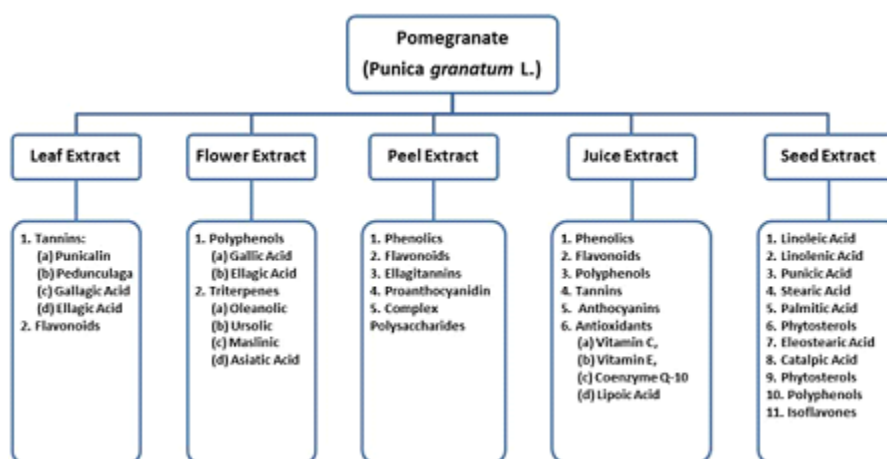 Pomegranate
(Punica granatum L.)
Leaf Extract
1. Tannins:
(a) Punicalin
(b) Pedunculaga
(c) Gallagic Acid
(d) Ellagic Acid
2. Flavonoids
Flower Extract
1. Polyphenols
(a) Gallic Acid
(b) Ellagic Acid
2. Triterpenes
(a) Oleanolic
(b) Ursolic
(c) Maslinic
(d) Asiatic Acid
Peel Extract
1. Phenolics
2. Flavonoids
3. Ellagitannins
4. Proanthocyanidin
5. Complex
Polysaccharides
Juice Extract
1. Phenolics
2. Flavonoids
3. Polyphenols
4. Tannins
5. Anthocyanins
6. Antioxidants
(a) Vitamin C,
(b) Vitamin E,
(c) Coenzyme Q-10
(d) Lipoic Acid
Seed Extract
1. Linoleic Acid
2. Linolenic Acid
3. Punicic Acid
4. Stearic Acid
5. Palmitic Acid
6. Phytosterols
7. Eleostearic Acid
8. Catalpic Acid
9. Phytosterols
10. Polyphenols
11. Isoflavones